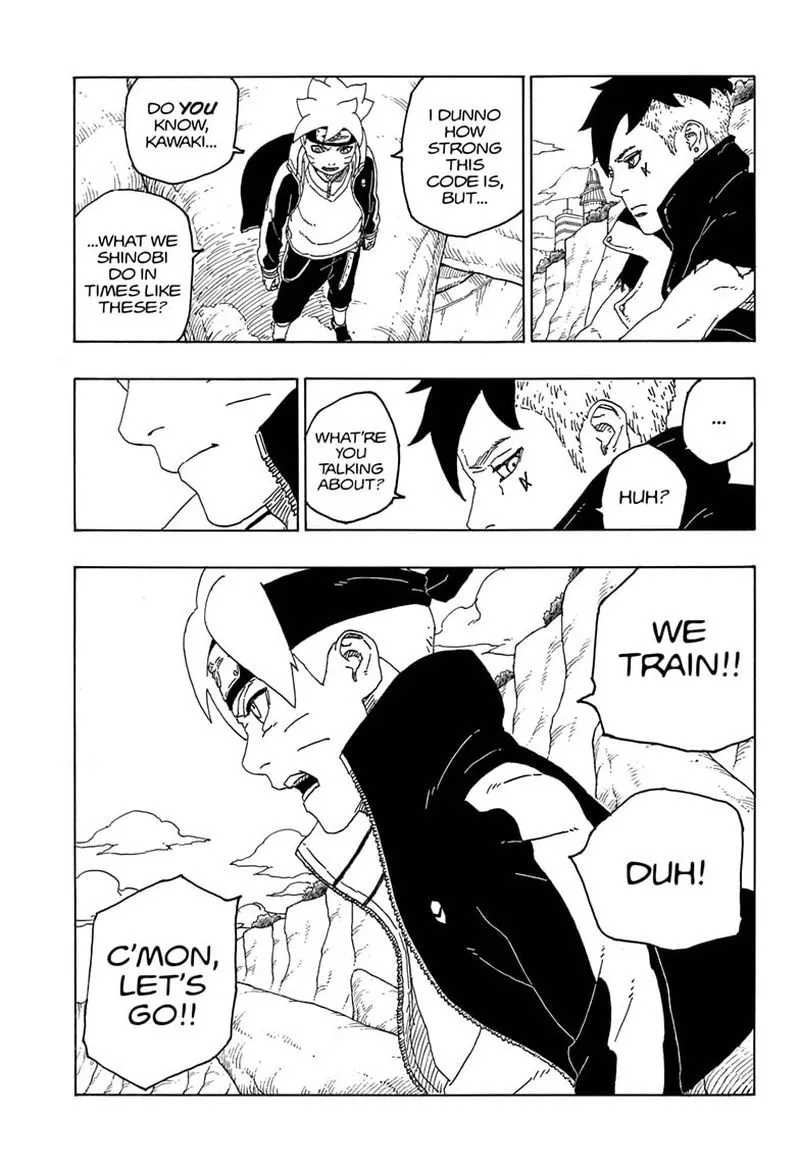 I DUNNO
HOW
STRONG
THIS
CODE IS,
BUT...
DO YOU
KNOW,
KAWAKI...
...WHAT WE
SHINOBI
DO IN
TIMES LIKE
THESE?
...
HUH?
WHAT'RE
YOU
TALKING
ABOUT?
WE
TRAIN!!
DUH!
C'MON,
LET'S
GO!!